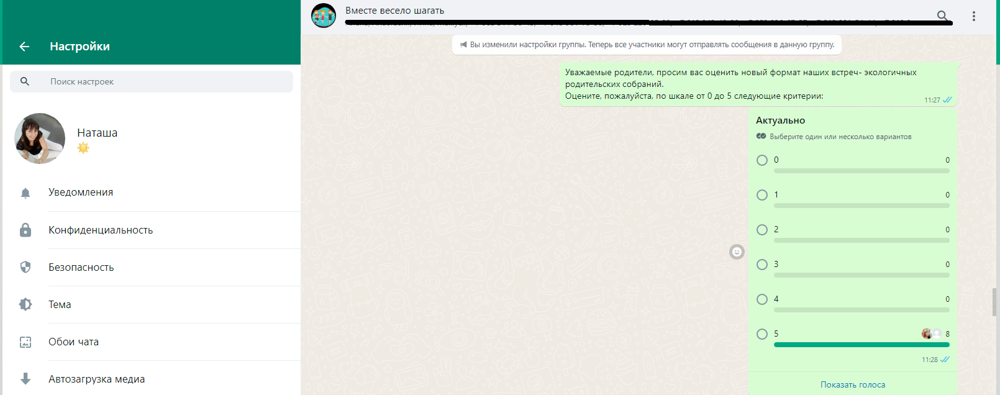 Настройки
Поиск настроек
Наташа
Уведомления
Конфиденциальность
Безопасность
Тема
Обои чата
Автозагрузка медиа
Вместе весело шагать
Вы изменили настройки группы. Теперь все участники могут отправлять сообщения в данную группу.
Уважаемые родители, просим вас оценить новый формат наших встреч- экологичных
родительских собраний.
Оцените, пожалуйста, по шкале от 0 до 5 следующие критерии:
11:27
Актуально
Выберите один или несколько вариантов
0 0
1 0
2 0
3 0
4 0
5 8
11:28
Показать голоса